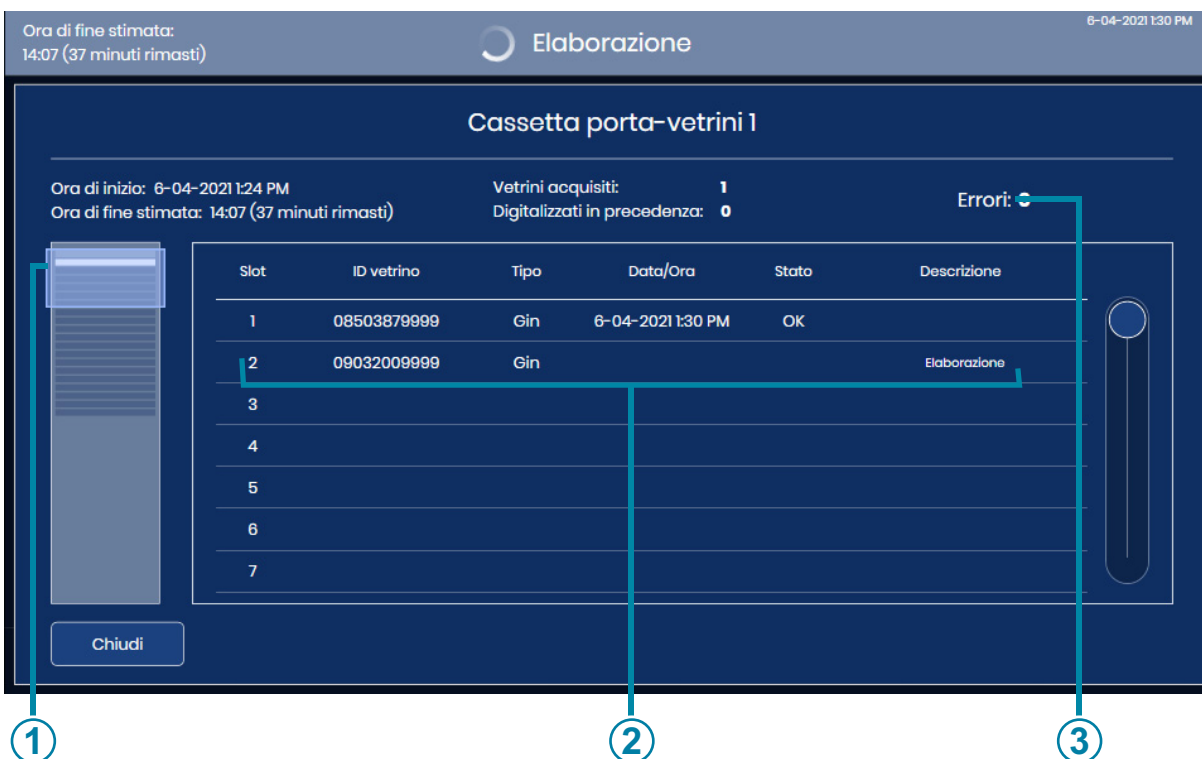 Ora di fine stimata:
14:07 (37 minuti rimasti)
Elaborazione
6-04-2021 1:30 PM
Cassetta porta-vetrini 1
Ora di inizio: 6-04-2021 1:24 PM
Ora di fine stimata: 14:07 (37 minuti rimasti)
Vetrini acquisiti: 1
Digitalizzati in precedenza: 0
Errori:
Slot ID vetrino Tipo Data/Ora Stato Descrizione
1 08503879999 Gin 6-04-2021 1:30 PM OK
2 09032009999 Gin Elaborazione
3
4
5
6
7
Chiudi
1 2 3